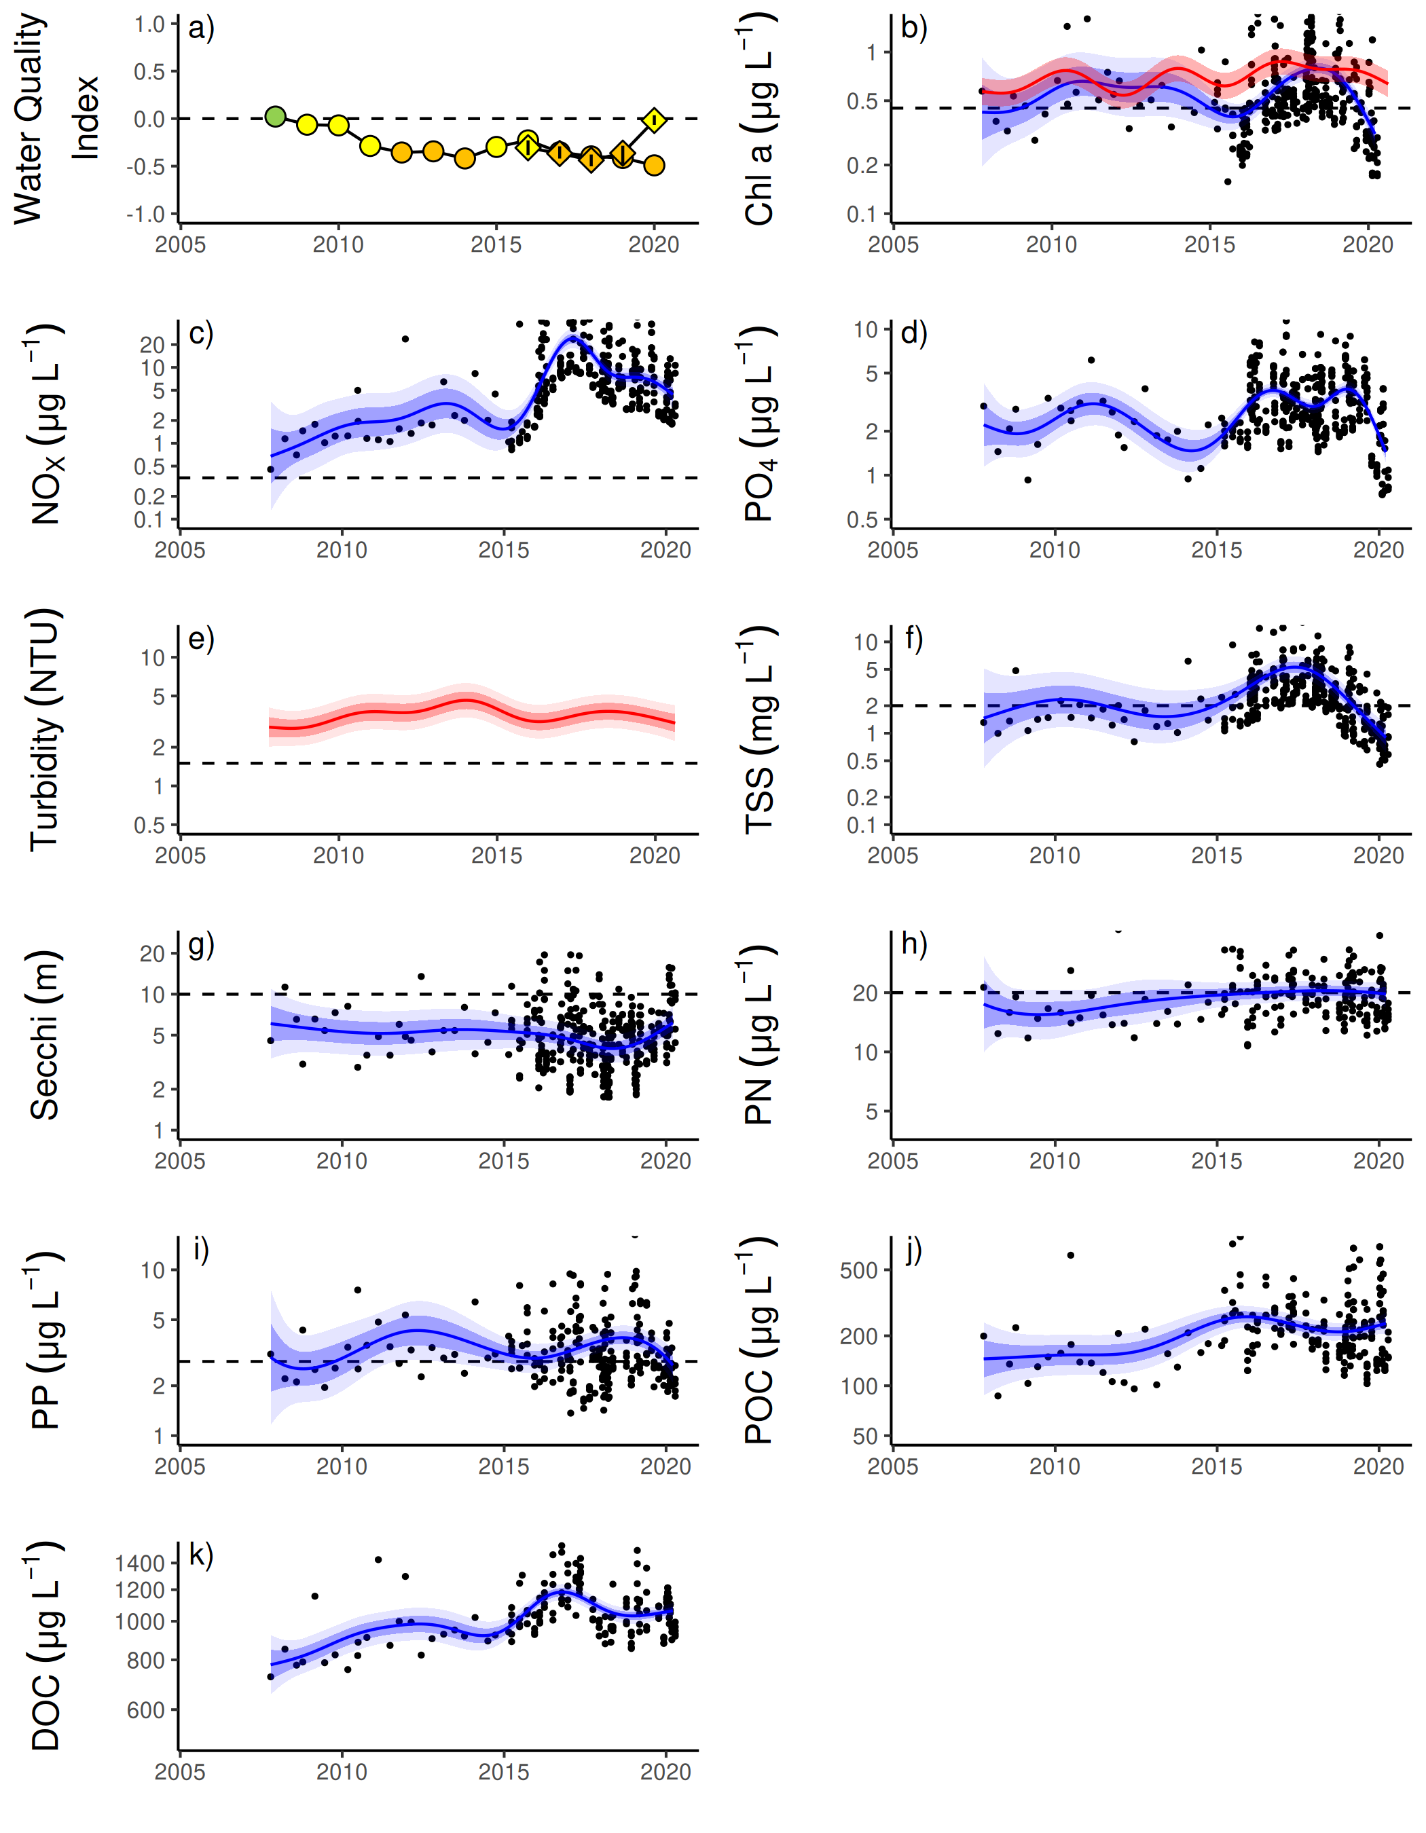 a)
Water Quality
Index
1.0
0.5
0.0
-0.5
-1.0
2005 2010 2015 2020
b)
Chl a (µg L⁻¹)
1
0.5
0.2
0.1
2005 2010 2015 2020
c)
NOₓ (µg L⁻¹)
20
10
5
2
1
0.5
0.2
0.1
2005 2010 2015 2020
d)
PO₄ (µg L⁻¹)
10
5
2
1
0.5
2005 2010 2015 2020
e)
Turbidity (NTU)
10
5
2
1
0.5
2005 2010 2015 2020
f)
TSS (mg L⁻¹)
10
5
2
1
0.5
0.2
0.1
2005 2010 2015 2020
g)
Secchi (m)
20
10
5
2
1
2005 2010 2015 2020
h)
PN (µg L⁻¹)
20
10
5
2005 2010 2015 2020
i)
PP (µg L⁻¹)
10
5
2
1
2005 2010 2015 2020
j)
POC (µg L⁻¹)
500
200
100
50
2005 2010 2015 2020
k)
DOC (µg L⁻¹)
1400
1200
1000
800
600
2005 2010 2015 2020